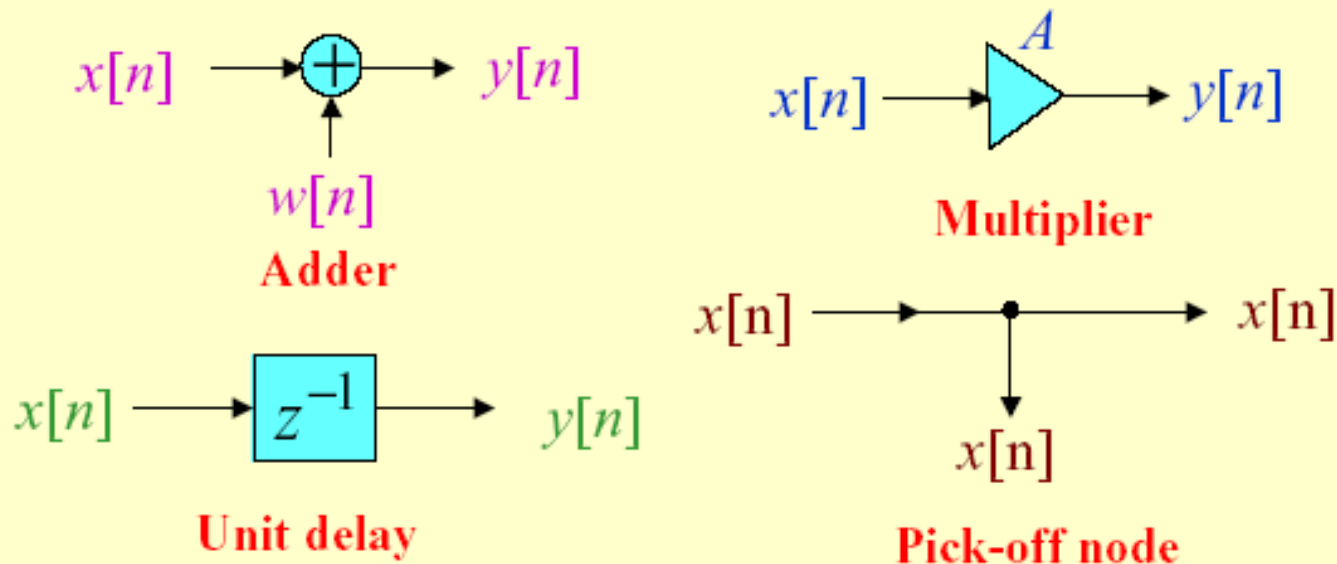 x[n] + y[n]
w[n]
Adder
A
x[n] y[n]
Multiplier
x[n] z⁻¹ y[n]
Unit delay
x[n] x[n]
x[n]
Pick-off node